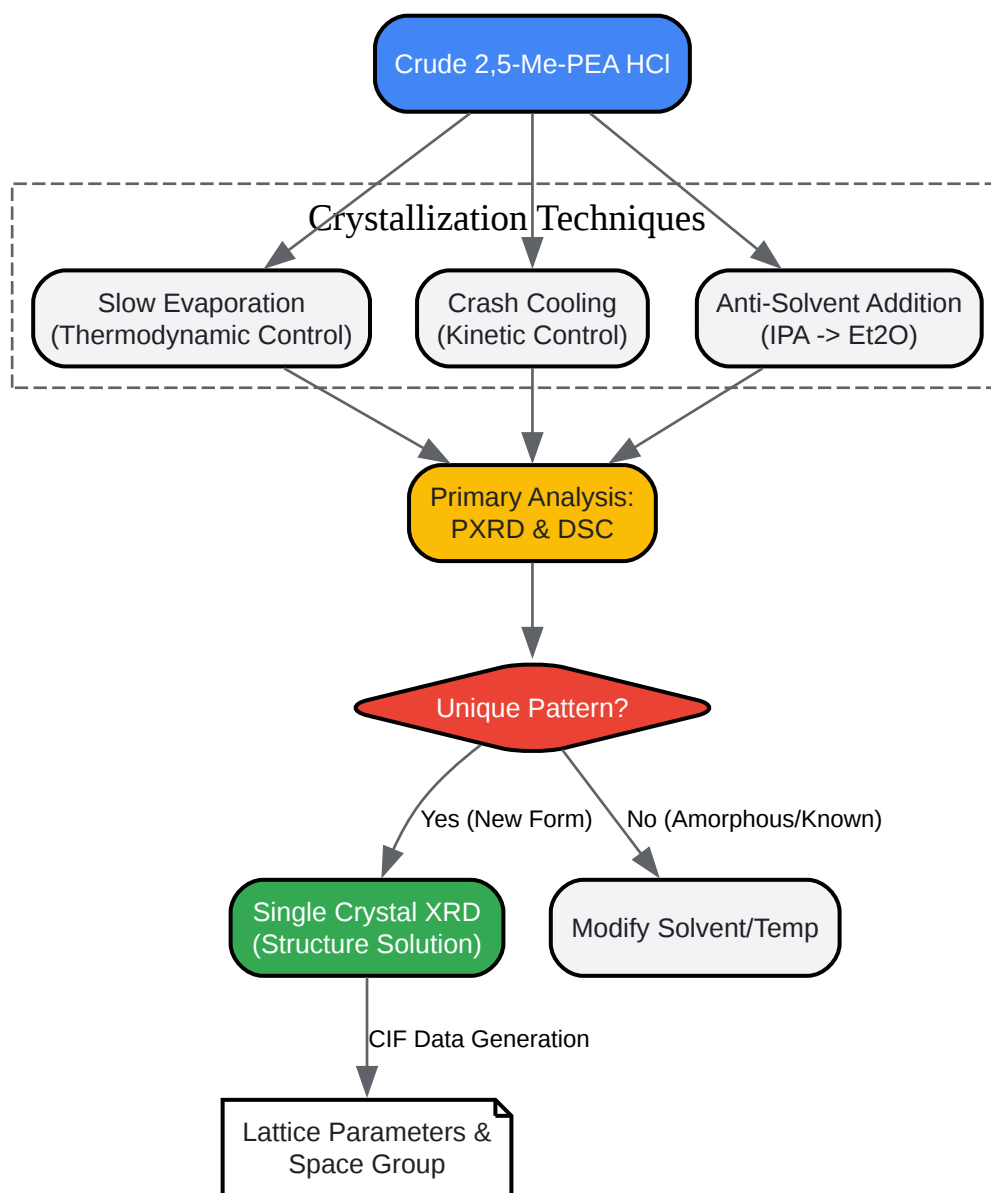 Crude 2,5-Me-PEA HCl
Crystallization Techniques
Slow Evaporation
(Thermodynamic Control)
Crash Cooling
(Kinetic Control)
Anti-Solvent Addition
(IPA -> Et2O)
Primary Analysis:
PXRD & DSC
Unique Pattern?
Yes (New Form)
No (Amorphous/Known)
Single Crystal XRD
(Structure Solution)
Modify Solvent/Temp
CIF Data Generation
Lattice Parameters &
Space Group